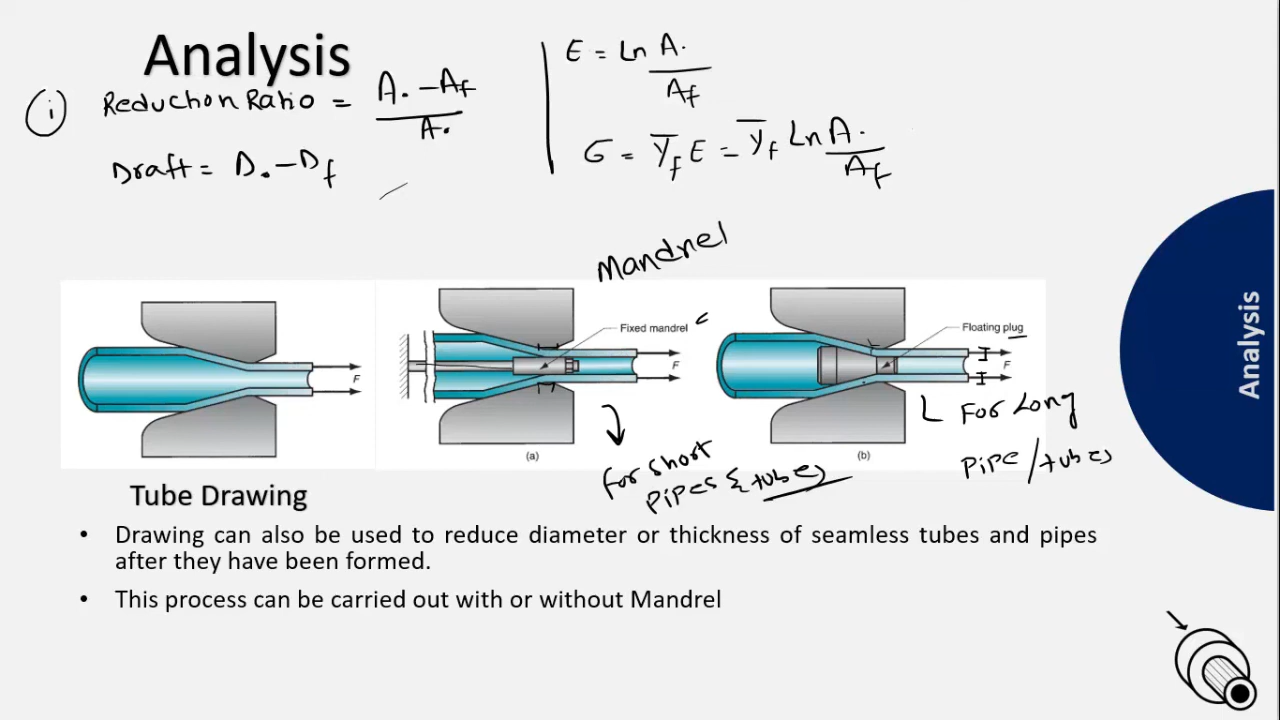 Analysis
i Reduction Ratio = A. - Af / A.
Draft = D. - Df
E = Ln A. / Af
σ = Y̅f E = Y̅f Ln A. / Af
Mandrel
Fixed mandrel
F
F
Floating plug
F
(a)
(b)
For short
Pipes & tubes
For Long
Pipe/tubes
Analysis
Tube Drawing
• Drawing can also be used to reduce diameter or thickness of seamless tubes and pipes
after they have been formed.
• This process can be carried out with or without Mandrel